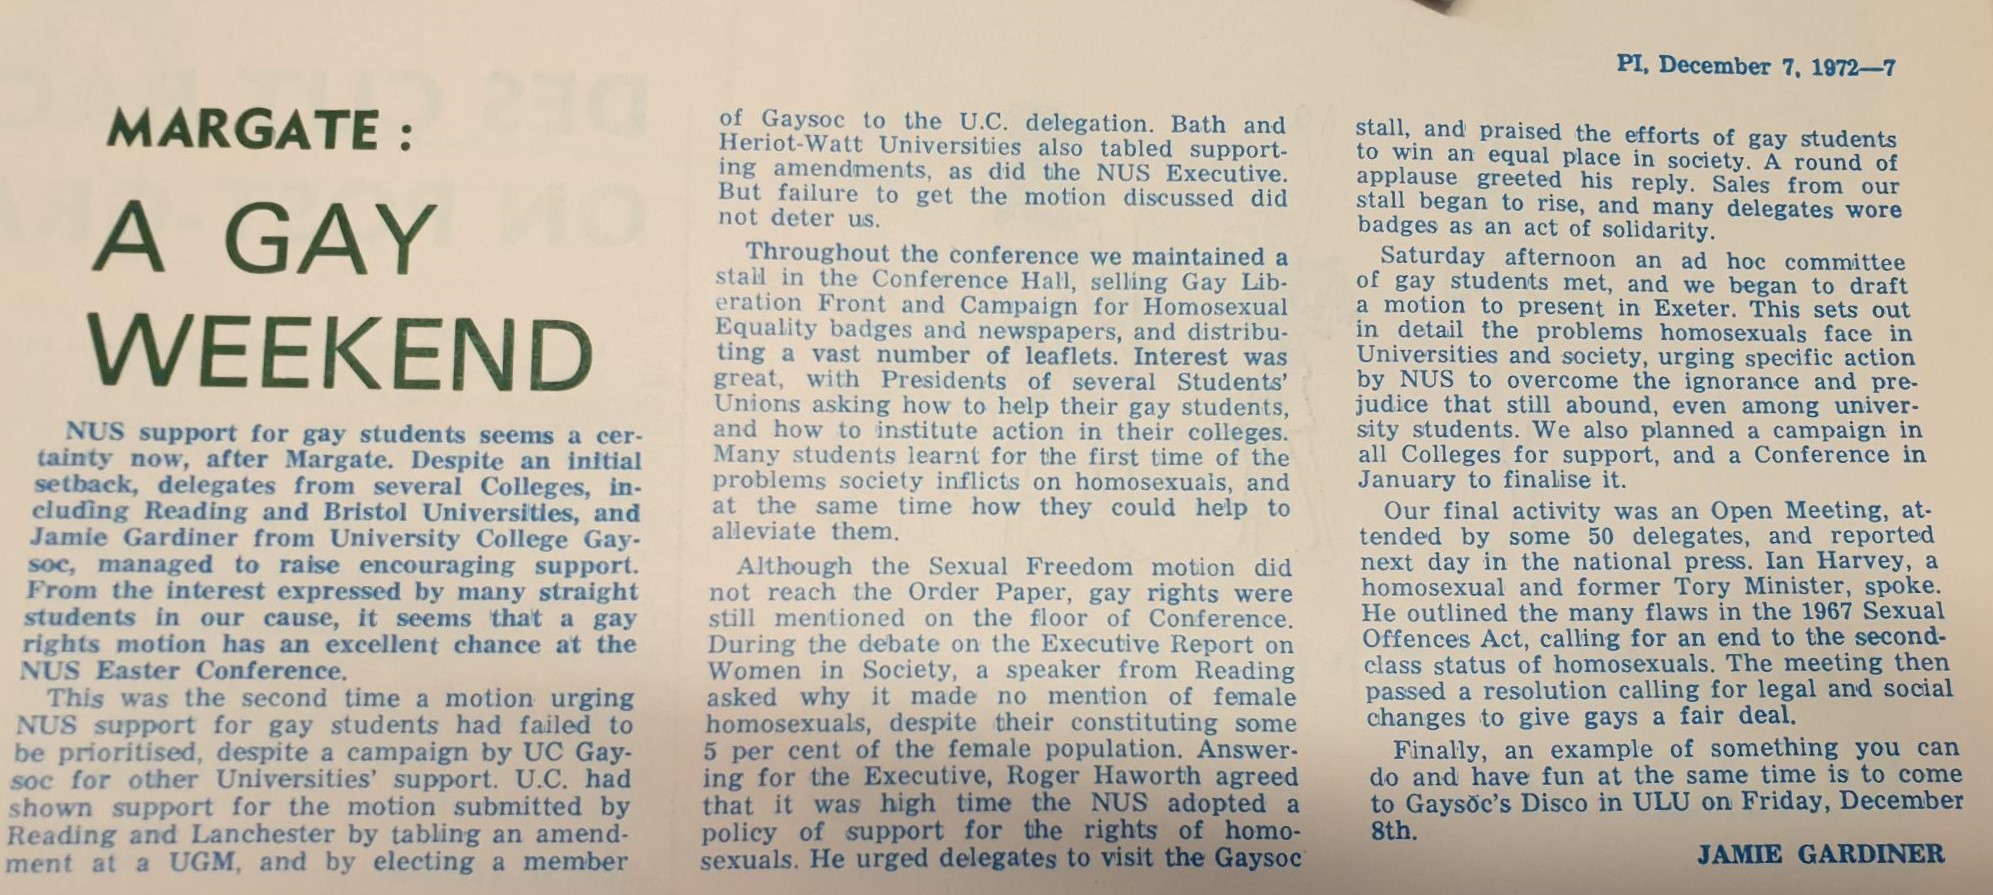 PI, December 7, 1972—7
MARGATE :
A GAY
WEEKEND
NUS support for gay students seems a cer-
tainty now, after Margate. Despite an initial
setback, delegates from several Colleges, in-
cluding Reading and Bristol Universities, and
Jamie Gardiner from University College Gay-
soc, managed to raise encouraging support.
From the interest expressed by many straight
students in our cause, it seems that a gay
rights motion has an excellent chance at the
NUS Easter Conference.
This was the second time a motion urging
NUS support for gay students had failed to
be prioritised, despite a campaign by UC Gay-
soc for other Universities' support. U.C. had
shown support for the motion submitted by
Reading and Lanchester by tabling an amend-
ment at a UGM, and by electing a member
of Gaysoc to the U.C. delegation. Bath and
Heriot-Watt Universities also tabled support-
ing amendments, as did the NUS Executive.
But failure to get the motion discussed did
not deter us.
Throughout the conference we maintained a
stall in the Conference Hall, selling Gay Lib-
eration Front and Campaign for Homosexual
Equality badges and newspapers, and distribu-
ting a vast number of leaflets. Interest was
great, with Presidents of several Students'
Unions asking how to help their gay students,
and how to institute action in their colleges.
Many students learnt for the first time of the
problems society inflicts on homosexuals, and
at the same time how they could help to
alleviate them.
Although the Sexual Freedom motion did
not reach the Order Paper, gay rights were
still mentioned on the floor of Conference.
During the debate on the Executive Report on
Women in Society, a speaker from Reading
asked why it made no mention of female
homosexuals, despite their constituting some
5 per cent of the female population. Answer-
ing for the Executive, Roger Haworth agreed
that it was high time the NUS adopted a
policy of support for the rights of homo-
sexuals. He urged delegates to visit the Gaysoc
stall, and praised the efforts of gay students
to win an equal place in society. A round of
applause greeted his reply. Sales from our
stall began to rise, and many delegates wore
badges as an act of solidarity.
Saturday afternoon an ad hoc committee
of gay students met, and we began to draft
a motion to present in Exeter. This sets out
in detail the problems homosexuals face in
Universities and society, urging specific action
by NUS to overcome the ignorance and pre-
judice that still abound, even among univer-
sity students. We also planned a campaign in
all Colleges for support, and a Conference in
January to finalise it.
Our final activity was an Open Meeting, at-
tended by some 50 delegates, and reported
next day in the national press. Ian Harvey, a
homosexual and former Tory Minister, spoke.
He outlined the many flaws in the 1967 Sexual
Offences Act, calling for an end to the second-
class status of homosexuals. The meeting then
passed a resolution calling for legal and social
changes to give gays a fair deal.
Finally, an example of something you can
do and have fun at the same time is to come
to Gaysoc's Disco in ULU on Friday, December
8th.
JAMIE GARDINER